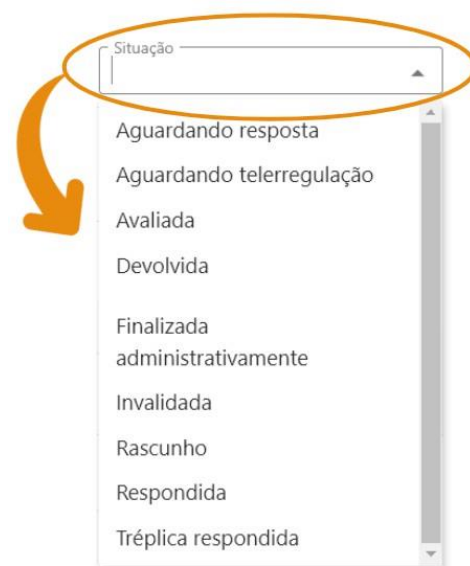 Situação
Aguardando resposta
Aguardando telerregulação
Avaliada
Devolvida
Finalizada
administrativamente
Invalidada
Rascunho
Respondida
Tréplica respondida